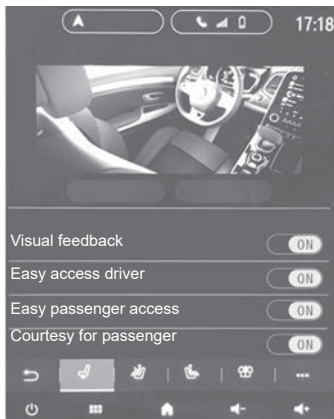 17:18
Visual feedback
ON
Easy access driver
ON
Easy passenger access
ON
Courtesy for passenger
ON